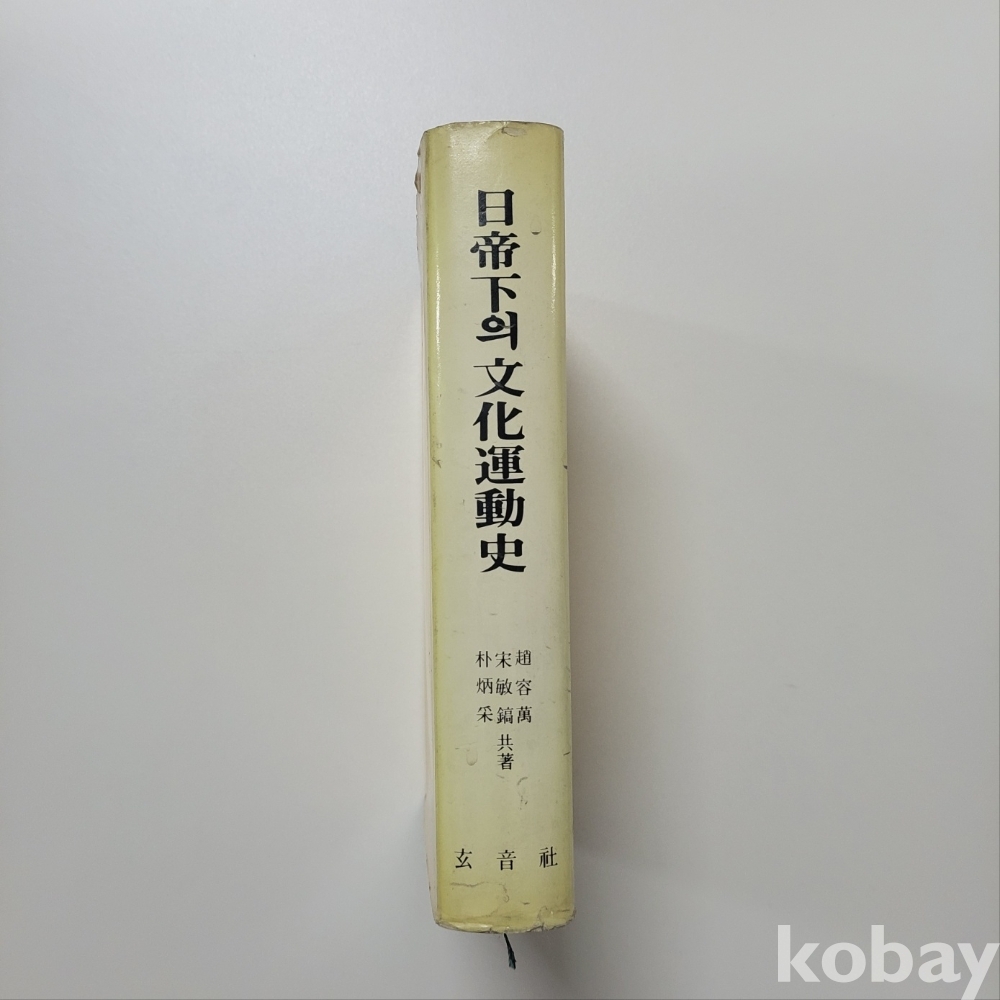 日帝下의 文化運動史
趙容萬
宋敏鎬
朴炳采
共著
玄音社
kobay